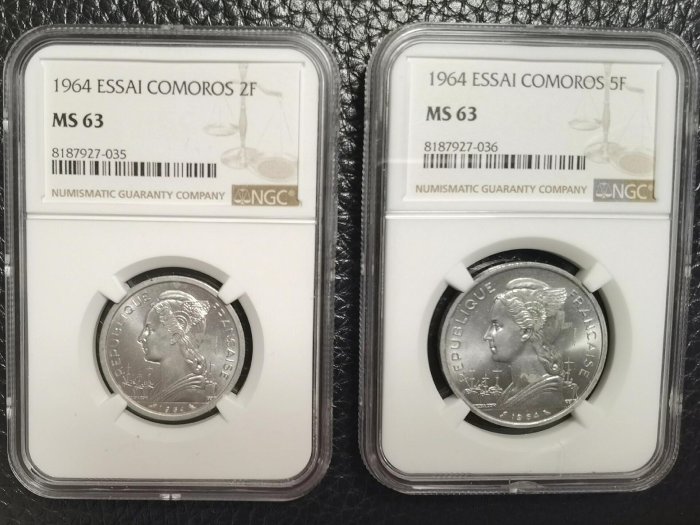 1964 ESSAI COMOROS 2F
MS 63
8187927-035
NUMISMATIC GUARANTY COMPANY
NGC
REPUBLIQUE FRANÇAISE
1964
1964 ESSAI COMOROS 5F
MS 63
8187927-036
NUMISMATIC GUARANTY COMPANY
NGC
REPUBLIQUE FRANÇAISE
1964